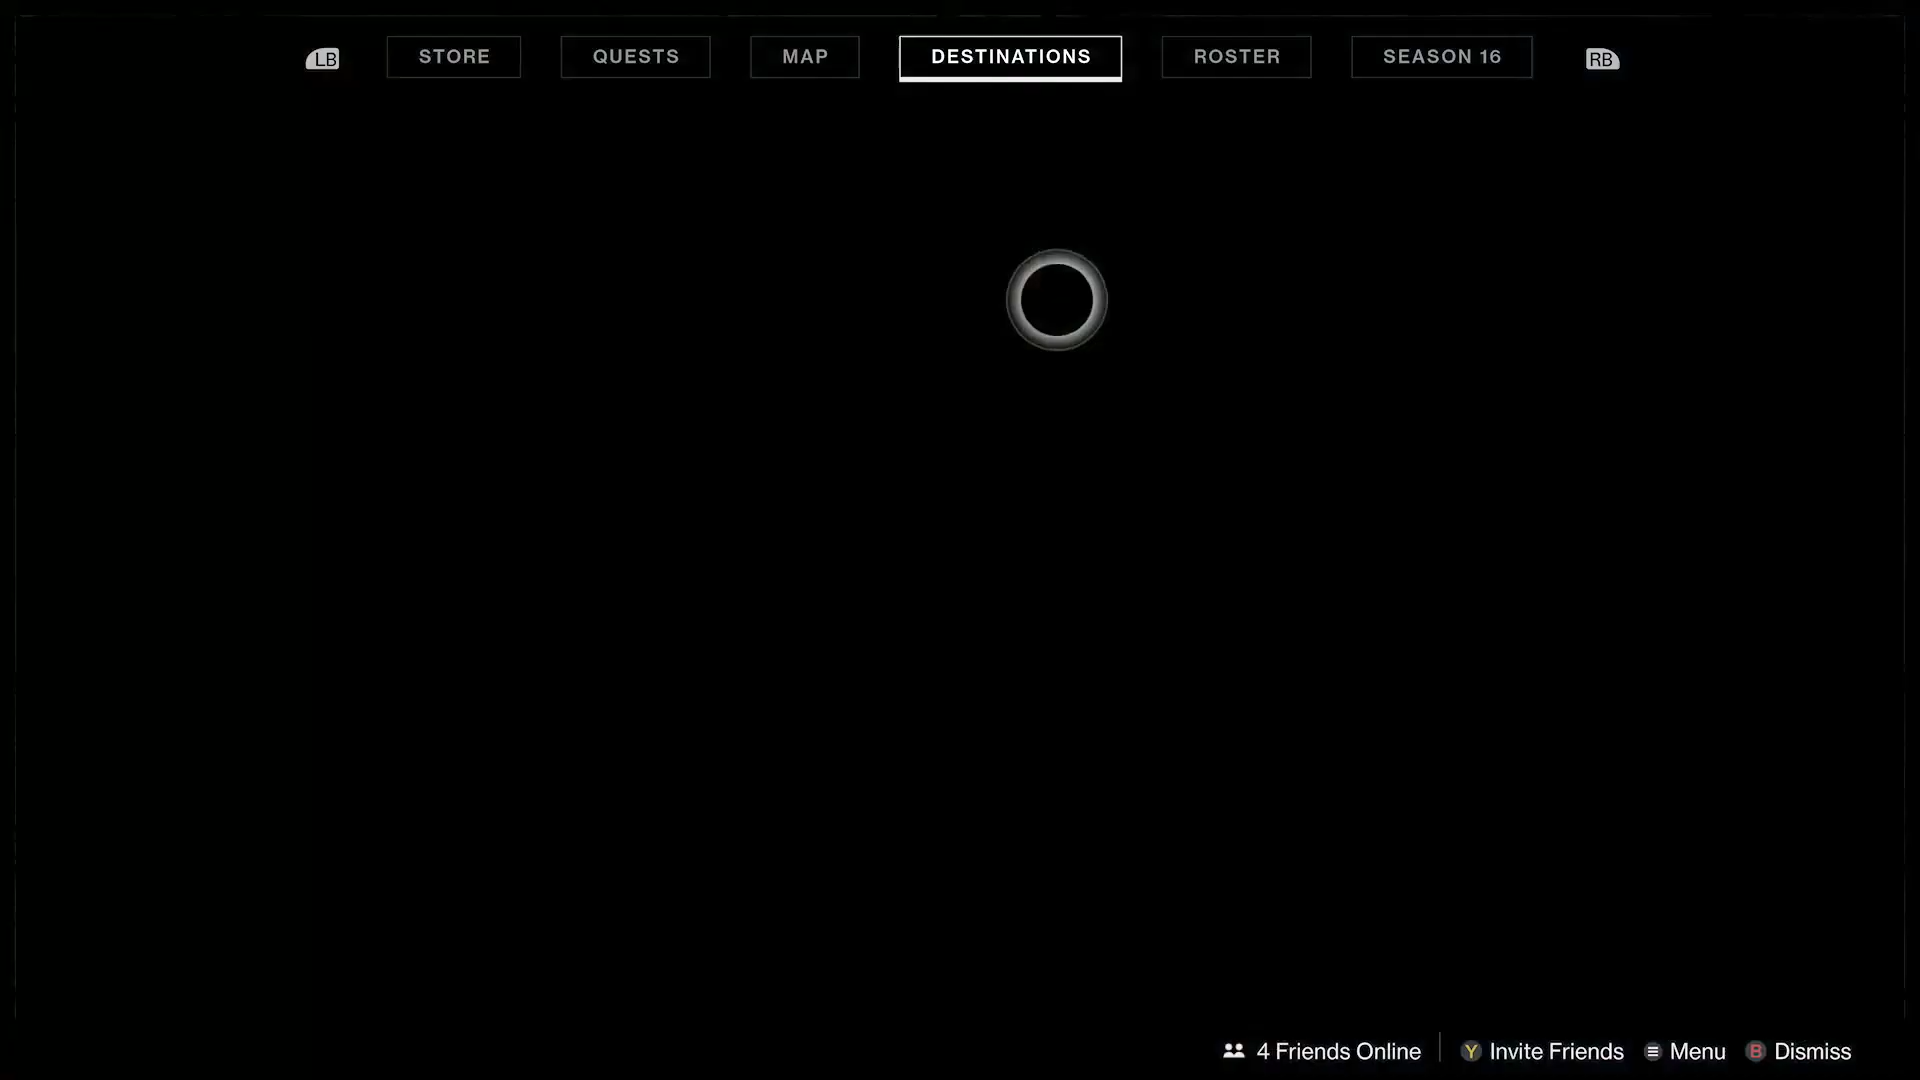 LB STORE QUESTS MAP DESTINATIONS ROSTER SEASON 16 RB
4 Friends Online Y Invite Friends Menu B Dismiss